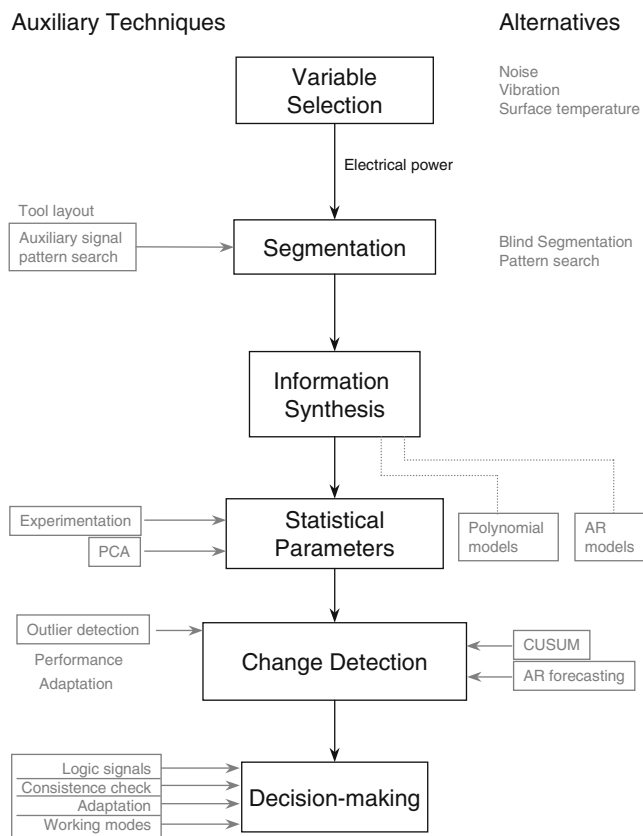 Auxiliary Techniques
Alternatives
Variable
Selection
Noise
Vibration
Surface temperature
Electrical power
Tool layout
Auxiliary signal
pattern search
Segmentation
Blind Segmentation
Pattern search
Information
Synthesis
Experimentation
PCA
Statistical
Parameters
Polynomial
models
AR
models
Outlier detection
Performance
Adaptation
Change Detection
CUSUM
AR forecasting
Logic signals
Consistence check
Adaptation
Working modes
Decision-making